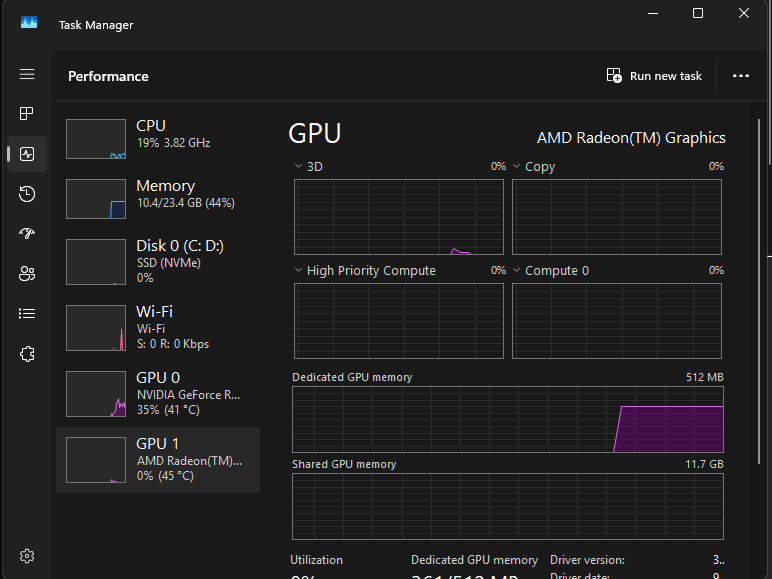 Task Manager
Performance
Run new task
CPU
19% 3.82 GHz
Memory
10.4/23.4 GB (44%)
Disk 0 (C: D:)
SSD (NVMe)
0%
Wi-Fi
Wi-Fi
S: 0 R: 0 Kbps
GPU 0
NVIDIA GeForce R...
35% (41 °C)
GPU 1
AMD Radeon(TM)...
0% (45 °C)
GPU
AMD Radeon(TM) Graphics
3D 0%
Copy 0%
High Priority Compute 0%
Compute 0 0%
Dedicated GPU memory 512 MB
Shared GPU memory 11.7 GB
Utilization Dedicated GPU memory Driver version: 3..
0% 361/512 MB Driver date: 9